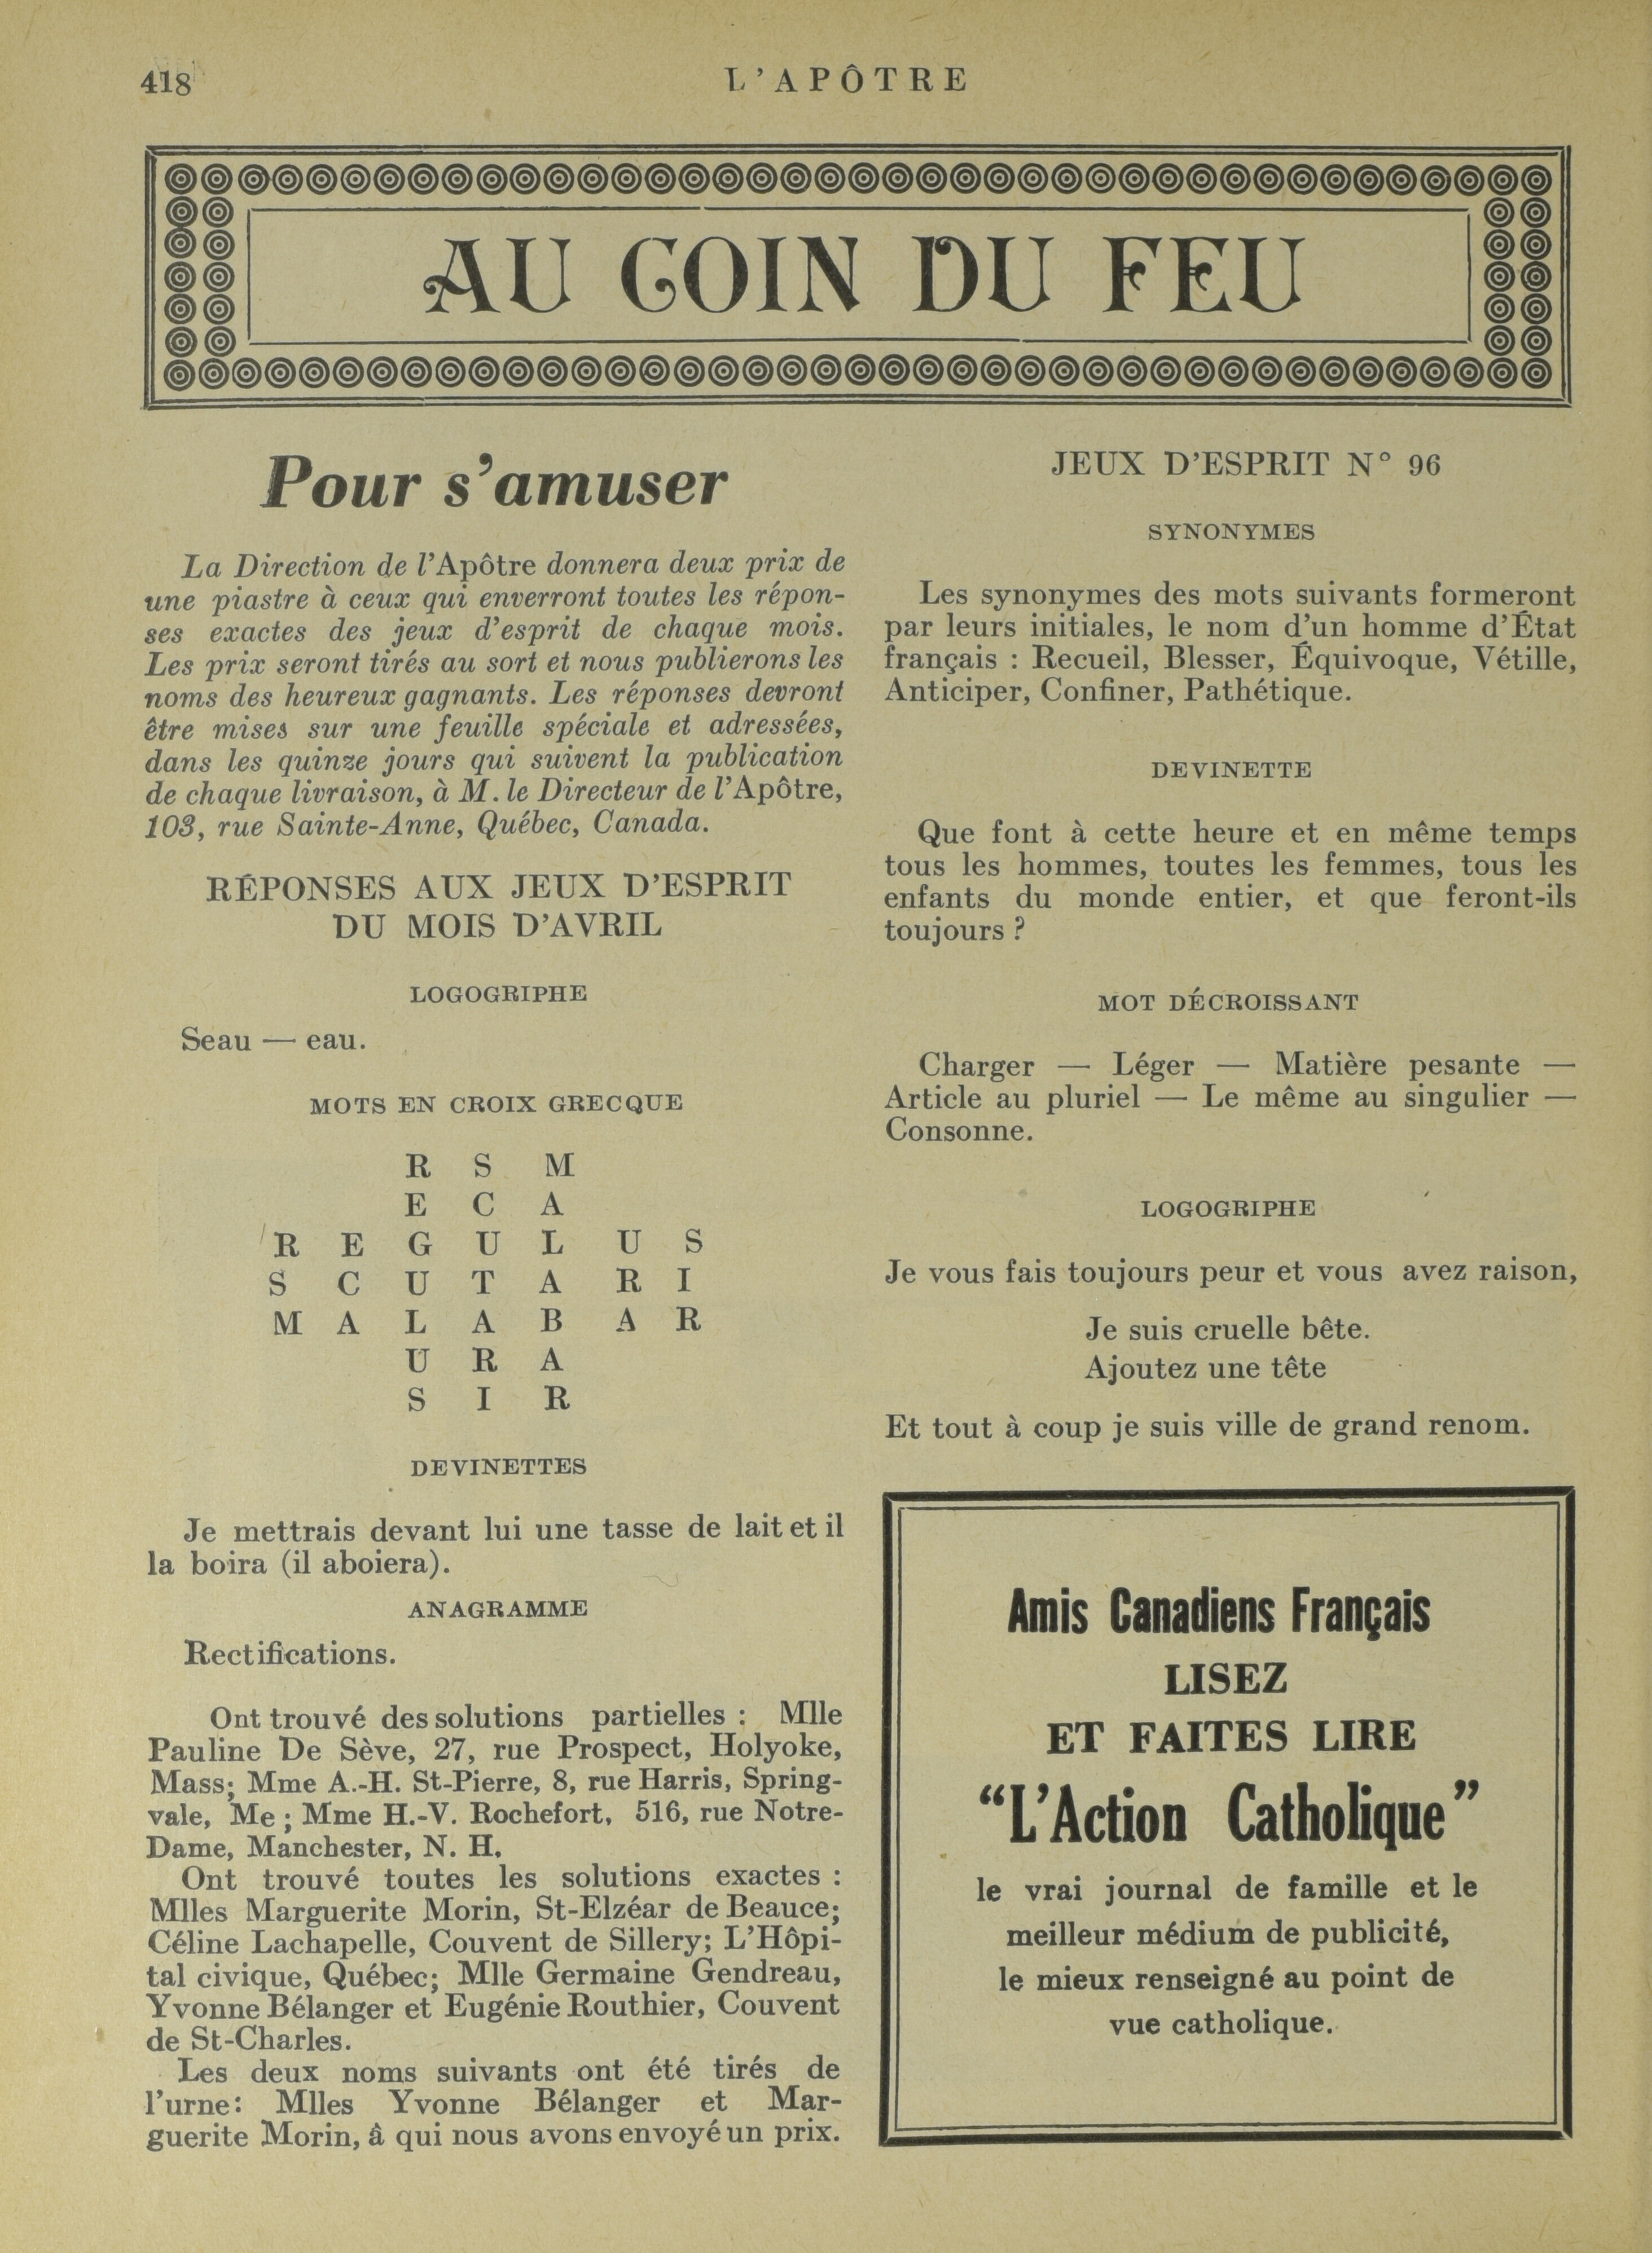 418
L'APÔTRE
AU COIN DU FEU
Pour s'amuser
La Direction de l'Apôtre donnera deux prix de
une piastre à ceux qui enverront toutes les répon-
ses exactes des jeux d'esprit de chaque mois.
Les prix seront tirés au sort et nous publierons les
noms des heureux gagnants. Les réponses devront
être mises sur une feuille spéciale et adressées,
dans les quinze jours qui suivent la publication
de chaque livraison, à M. le Directeur de l'Apôtre,
103, rue Sainte-Anne, Québec, Canada.
RÉPONSES AUX JEUX D'ESPRIT
DU MOIS D'AVRIL
LOGOGRIPHE
Seau — eau.
MOTS EN CROIX GRECQUE
R S M
E C A
R E G U L U S
S C U T A R I
M A L A B A R
U R A
S I R
DEVINETTES
Je mettrais devant lui une tasse de lait et il
la boira (il aboiera).
ANAGRAMME
Rectifications.
Ont trouvé des solutions partielles : Mlle
Pauline De Sève, 27, rue Prospect, Holyoke,
Mass; Mme A.-H. St-Pierre, 8, rue Harris, Spring-
vale, Me ; Mme H.-V. Rochefort, 516, rue Notre-
Dame, Manchester, N. H.
Ont trouvé toutes les solutions exactes :
Mlles Marguerite Morin, St-Elzéar de Beauce;
Céline Lachapelle, Couvent de Sillery; L'Hôpi-
tal civique, Québec; Mlle Germaine Gendreau,
Yvonne Bélanger et Eugénie Routhier, Couvent
de St-Charles.
Les deux noms suivants ont été tirés de
l'urne: Mlles Yvonne Bélanger et Mar-
guerite Morin, â qui nous avons envoyé un prix.
JEUX D'ESPRIT N° 96
SYNONYMES
Les synonymes des mots suivants formeront
par leurs initiales, le nom d'un homme d'État
français : Recueil, Blesser, Équivoque, Vétille,
Anticiper, Confiner, Pathétique.
DEVINETTE
Que font à cette heure et en même temps
tous les hommes, toutes les femmes, tous les
enfants du monde entier, et que feront-ils
toujours ?
MOT DÉCROISSANT
Charger — Léger — Matière pesante —
Article au pluriel — Le même au singulier —
Consonne.
LOGOGRIPHE
Je vous fais toujours peur et vous avez raison,
Je suis cruelle bête.
Ajoutez une tête
Et tout à coup je suis ville de grand renom.
Amis Canadiens Français
LISEZ
ET FAITES LIRE
“L'Action Catholique”
le vrai journal de famille et le
meilleur médium de publicité,
le mieux renseigné au point de
vue catholique.